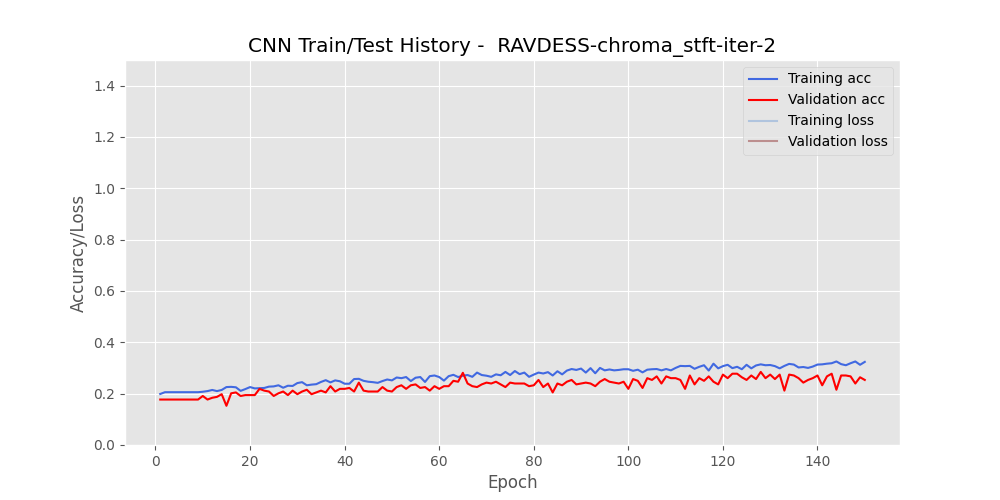 CNN Train/Test History -  RAVDESS-chroma_stft-iter-2
Training acc
Validation acc
Training loss
Validation loss
Accuracy/Loss
1.4
1.2
1.0
0.8
0.6
0.4
0.2
0.0
0 20 40 60 80 100 120 140
Epoch